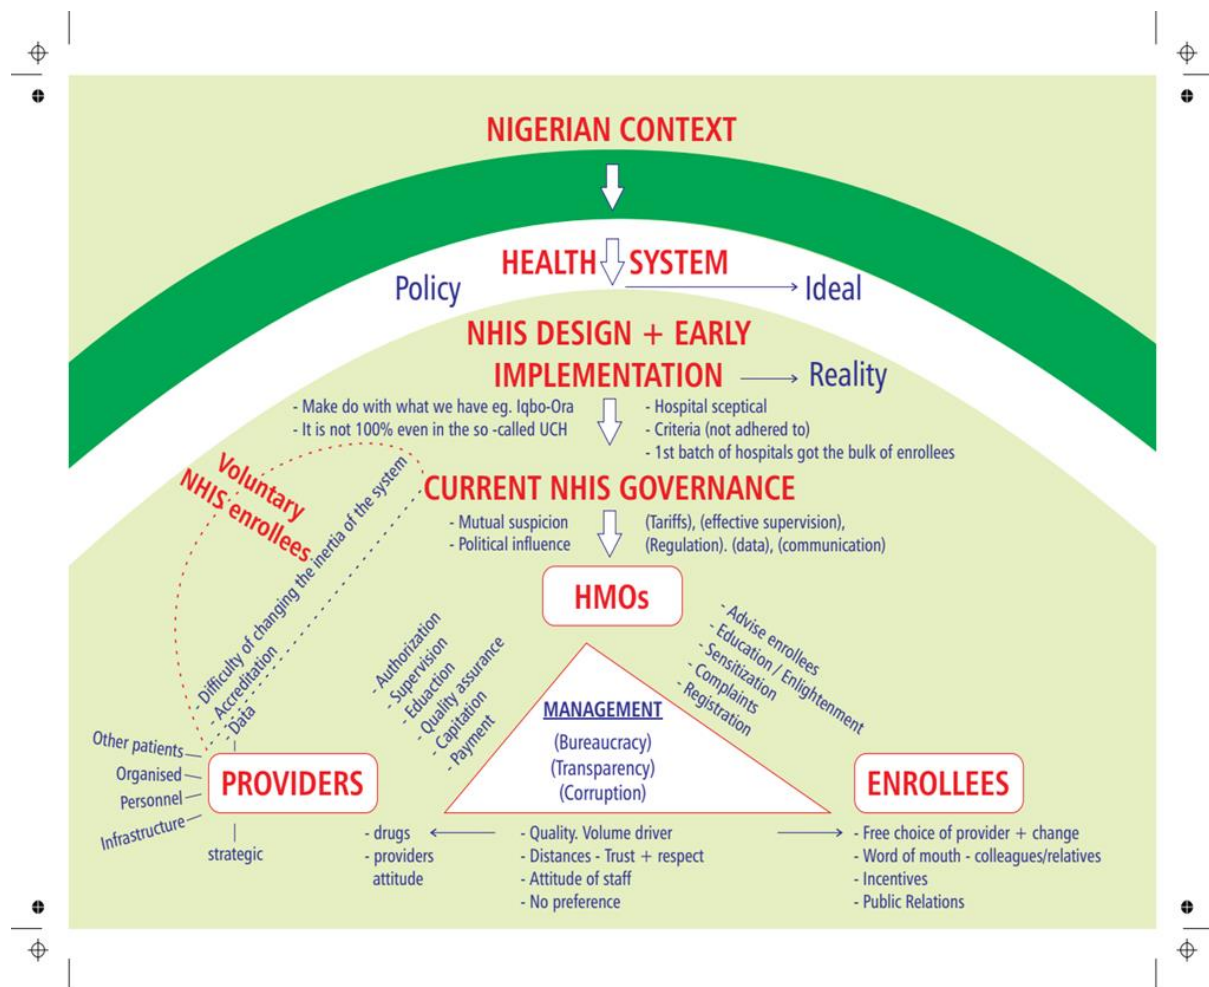 NIGERIAN CONTEXT
HEALTH SYSTEM
Policy
Ideal
NHIS DESIGN + EARLY
IMPLEMENTATION
Reality
- Make do with what we have eg. Iqbo-Ora
- It is not 100% even in the so -called UCH
- Hospital sceptical
- Criteria (not adhered to)
- 1st batch of hospitals got the bulk of enrollees
Voluntary
NHIS enrollees
CURRENT NHIS GOVERNANCE
- Mutual suspicion
- Political influence
(Tariffs), (effective supervision),
(Regulation). (data), (communication)
- Difficulty of changing the inertia of the system
- Accreditation
- Data
HMOs
- Authorization
- Supervision
- Eduaction
- Quality assurance
- Capitation
- Payment
- Advise enrollees
- Education / Enlightenment
- Sensitization
- Complaints
- Registration
MANAGEMENT
(Bureaucracy)
(Transparency)
(Corruption)
Other patients
Organised
Personnel
Infrastructure
PROVIDERS
strategic
ENROLLEES
- drugs
- providers
attitude
- Quality. Volume driver
- Distances - Trust + respect
- Attitude of staff
- No preference
- Free choice of provider + change
- Word of mouth - colleagues/relatives
- Incentives
- Public Relations